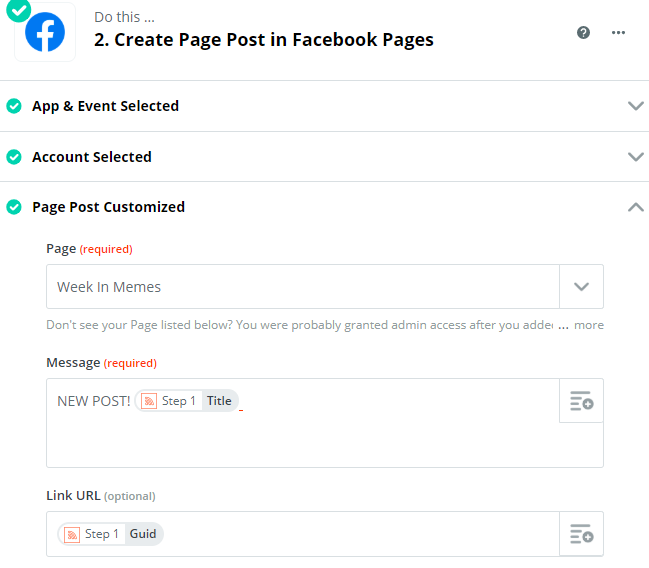 Do this ...
2. Create Page Post in Facebook Pages
App & Event Selected
Account Selected
Page Post Customized
Page (required)
Week In Memes
Don't see your Page listed below? You were probably granted admin access after you added ... more
Message (required)
NEW POST! Step 1 Title
Link URL (optional)
Step 1 Guid